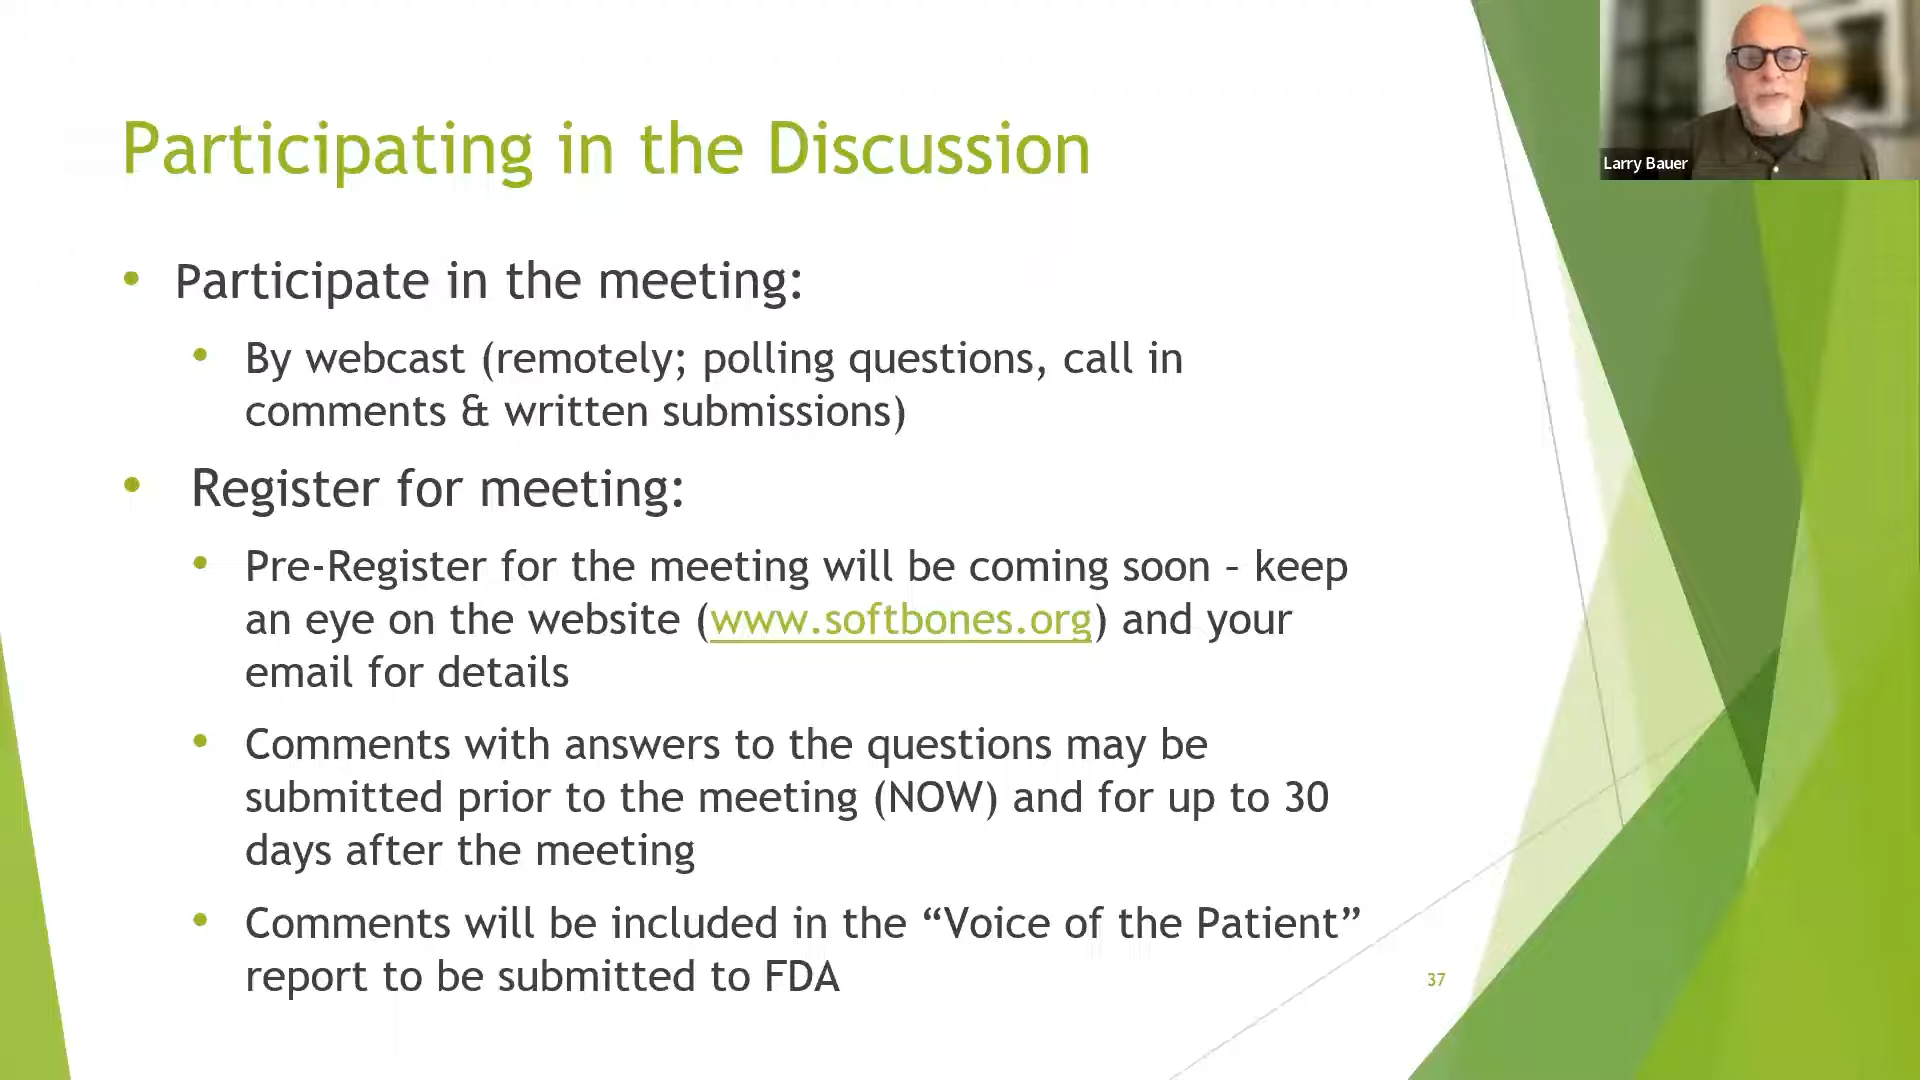 Participating in the Discussion
Larry Bauer
• Participate in the meeting:
• By webcast (remotely; polling questions, call in
comments & written submissions)
• Register for meeting:
• Pre-Register for the meeting will be coming soon – keep
an eye on the website (www.softbones.org) and your
email for details
• Comments with answers to the questions may be
submitted prior to the meeting (NOW) and for up to 30
days after the meeting
• Comments will be included in the “Voice of the Patient”
report to be submitted to FDA
37